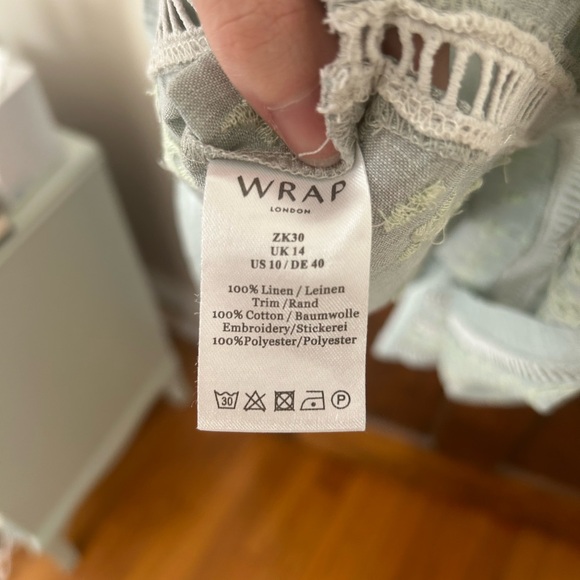 WRAP
LONDON
ZK30
UK 14
US 10/DE 40
100% Linen/Leinen
Trim/Rand
100% Cotton/Baumwolle
Embroidery/Stickerei
100%Polyester/Polyester
30 P